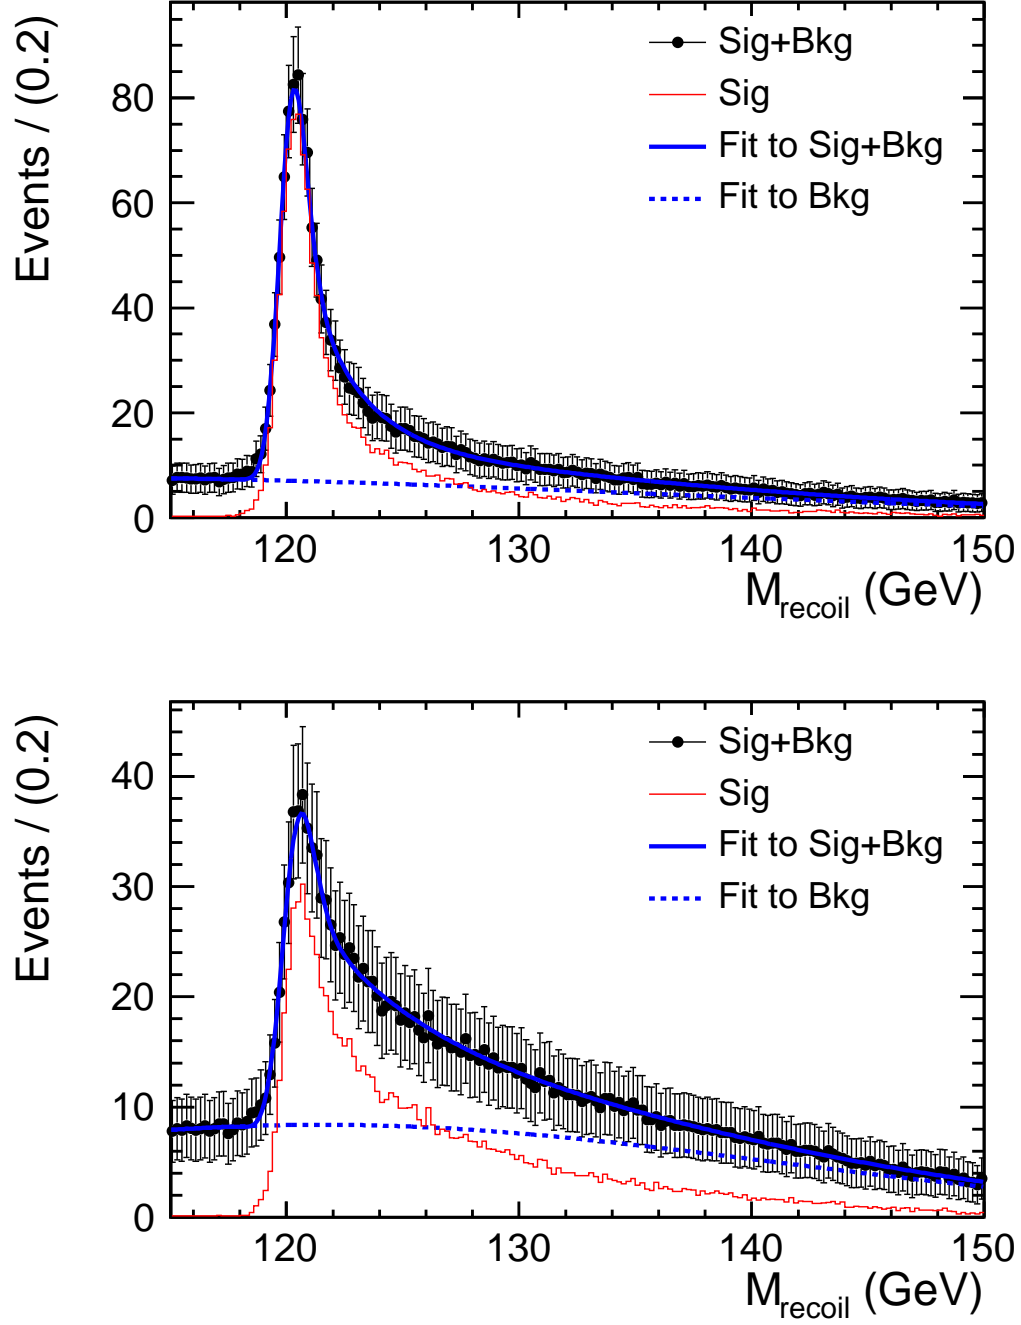 Events / (0.2)
80
60
40
20
0
Sig+Bkg
Sig
Fit to Sig+Bkg
Fit to Bkg
120 130 140 150
M_recoil (GeV)
Events / (0.2)
40
30
20
10
0
Sig+Bkg
Sig
Fit to Sig+Bkg
Fit to Bkg
120 130 140 150
M_recoil (GeV)